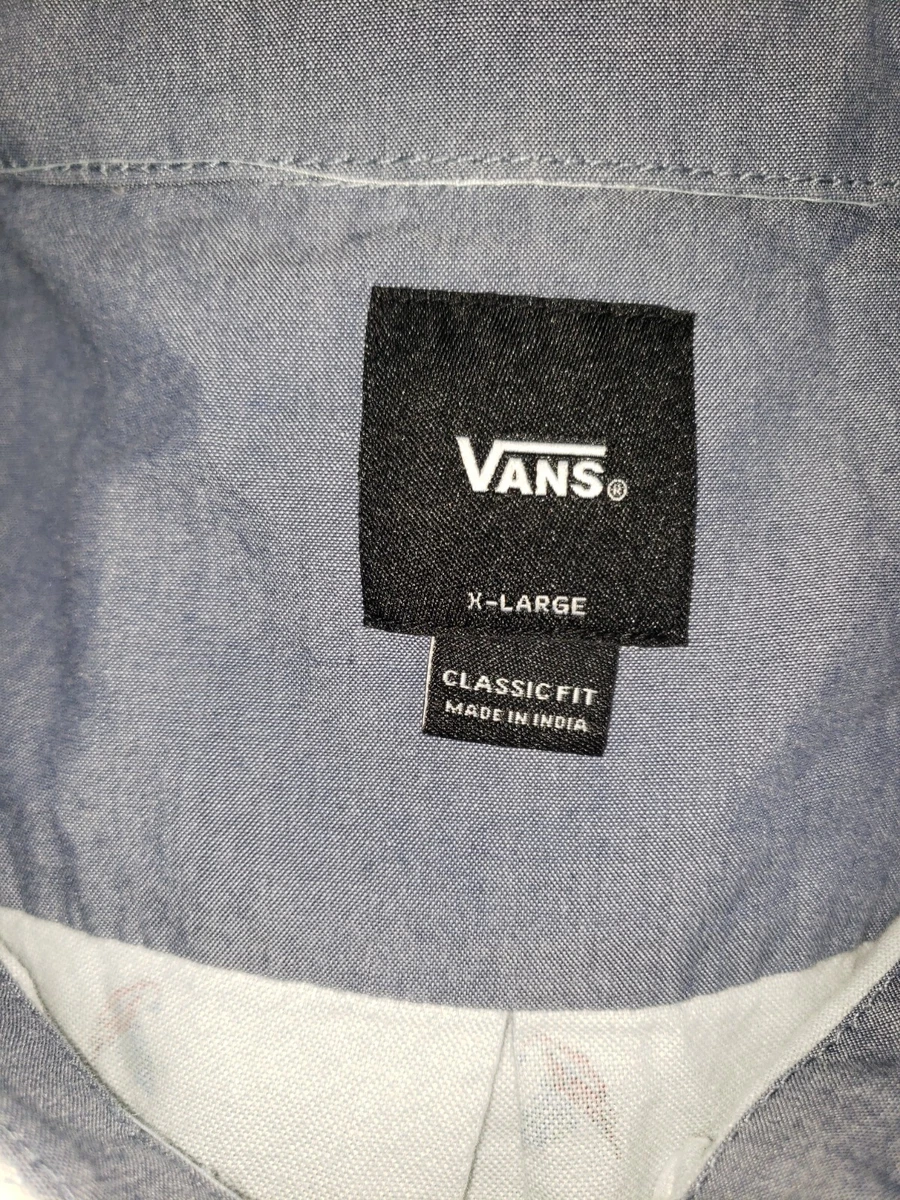 VANS®
X-LARGE
CLASSIC FIT
MADE IN INDIA